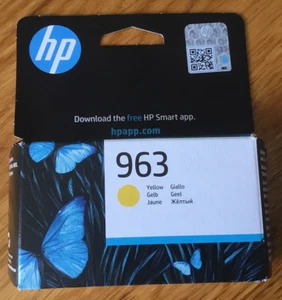 hp
Download the free HP Smart app.
hpapp.com
963
Yellow Giallo
Gelb Geel
Jaune Жёлтый